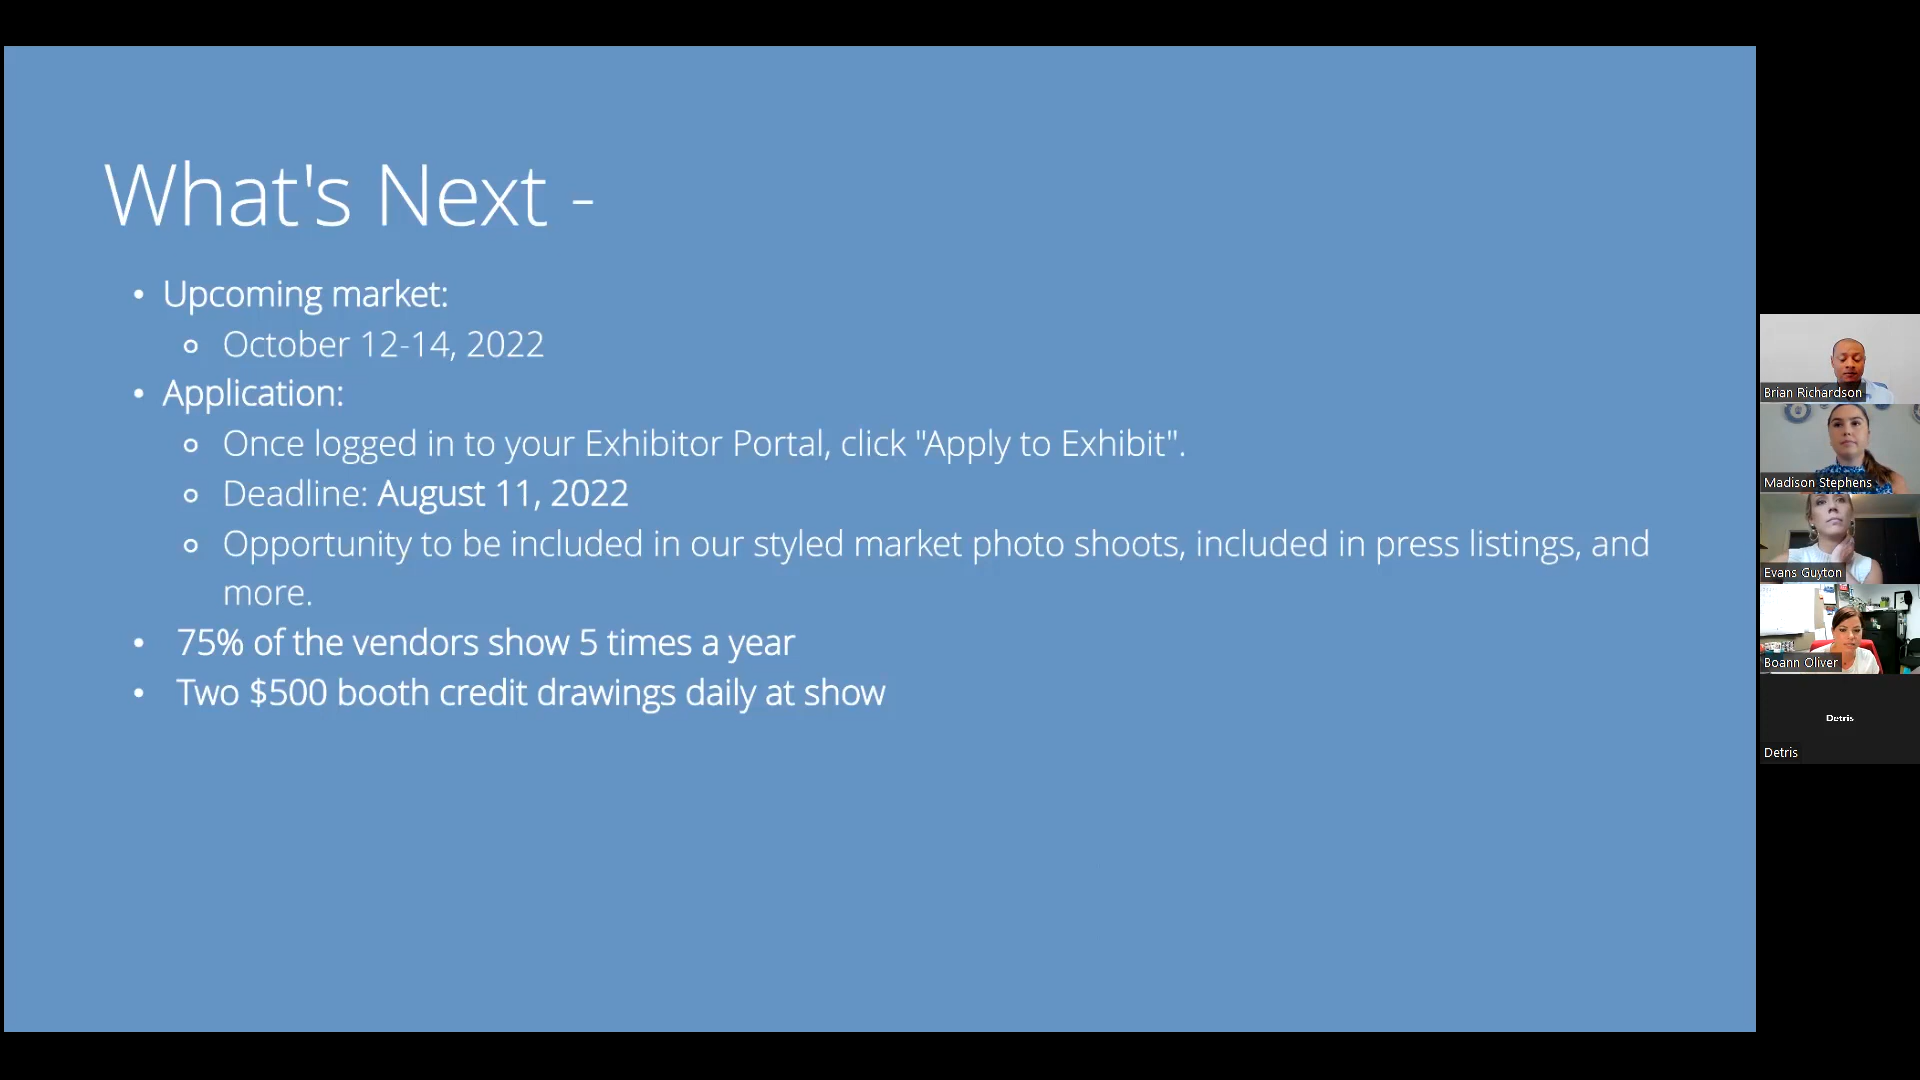 What's Next -
• Upcoming market:
o October 12-14, 2022
• Application:
o Once logged in to your Exhibitor Portal, click "Apply to Exhibit".
o Deadline: August 11, 2022
o Opportunity to be included in our styled market photo shoots, included in press listings, and
more.
• 75% of the vendors show 5 times a year
• Two $500 booth credit drawings daily at show
Brian Richardson
Madison Stephens
Evans Guyton
Boann Oliver
Detris
Detris